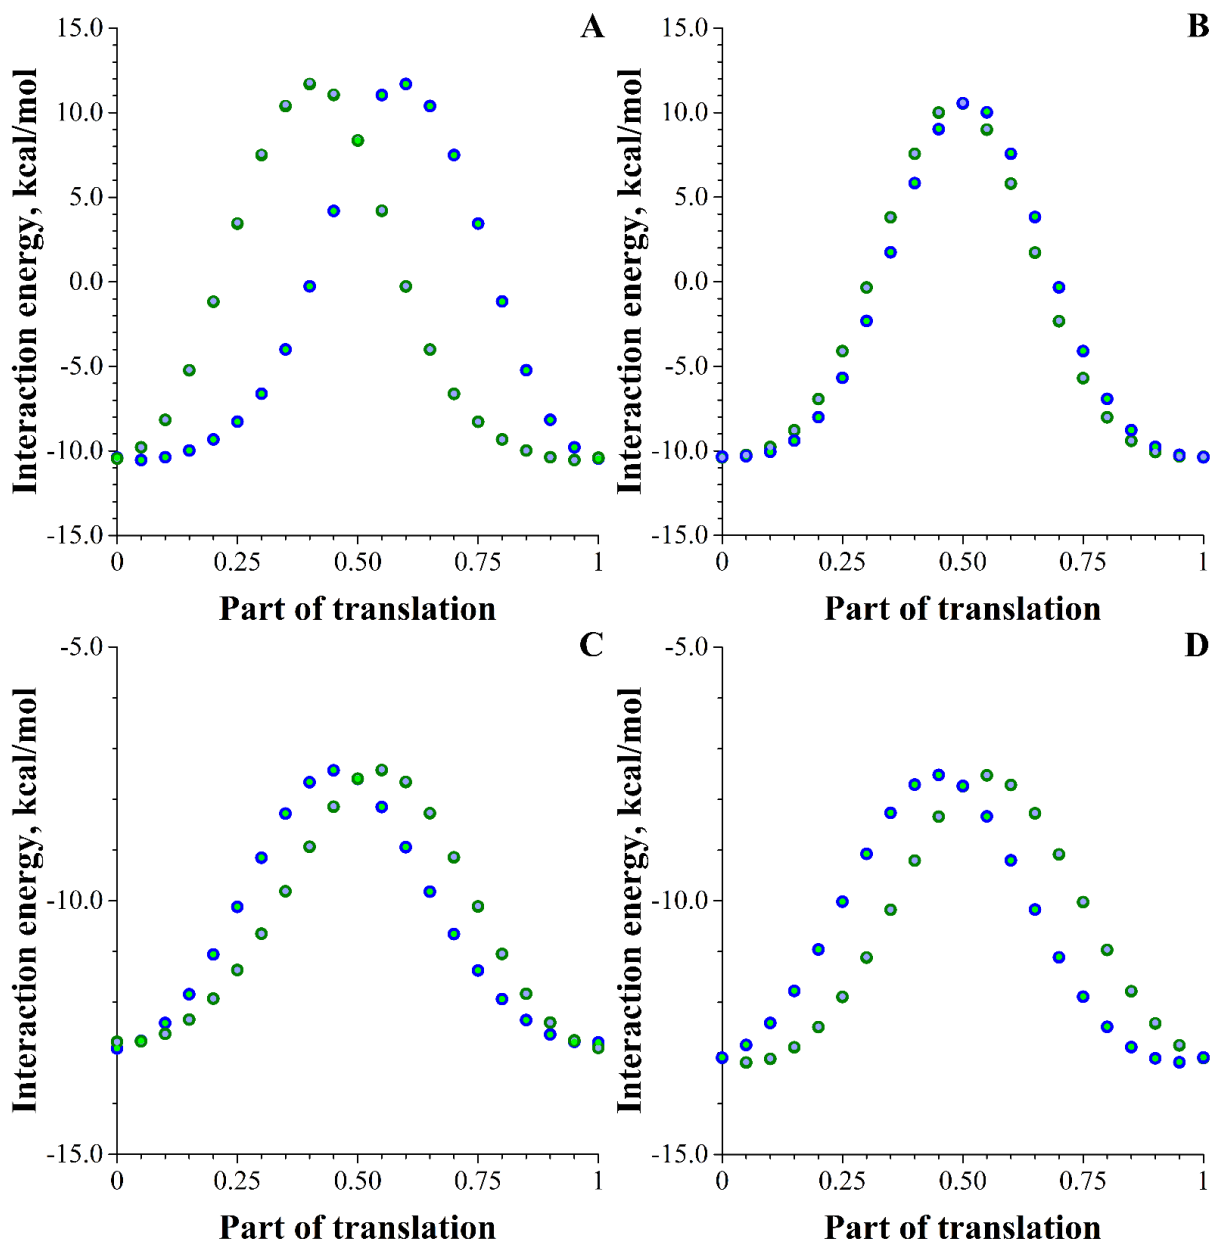 A
Interaction energy, kcal/mol
15.0
10.0
5.0
0.0
-5.0
-10.0
-15.0
0 0.25 0.50 0.75 1
Part of translation
B
Interaction energy, kcal/mol
15.0
10.0
5.0
0.0
-5.0
-10.0
-15.0
0 0.25 0.50 0.75 1
Part of translation
C
Interaction energy, kcal/mol
-5.0
-10.0
-15.0
0 0.25 0.50 0.75 1
Part of translation
D
Interaction energy, kcal/mol
-5.0
-10.0
-15.0
0 0.25 0.50 0.75 1
Part of translation